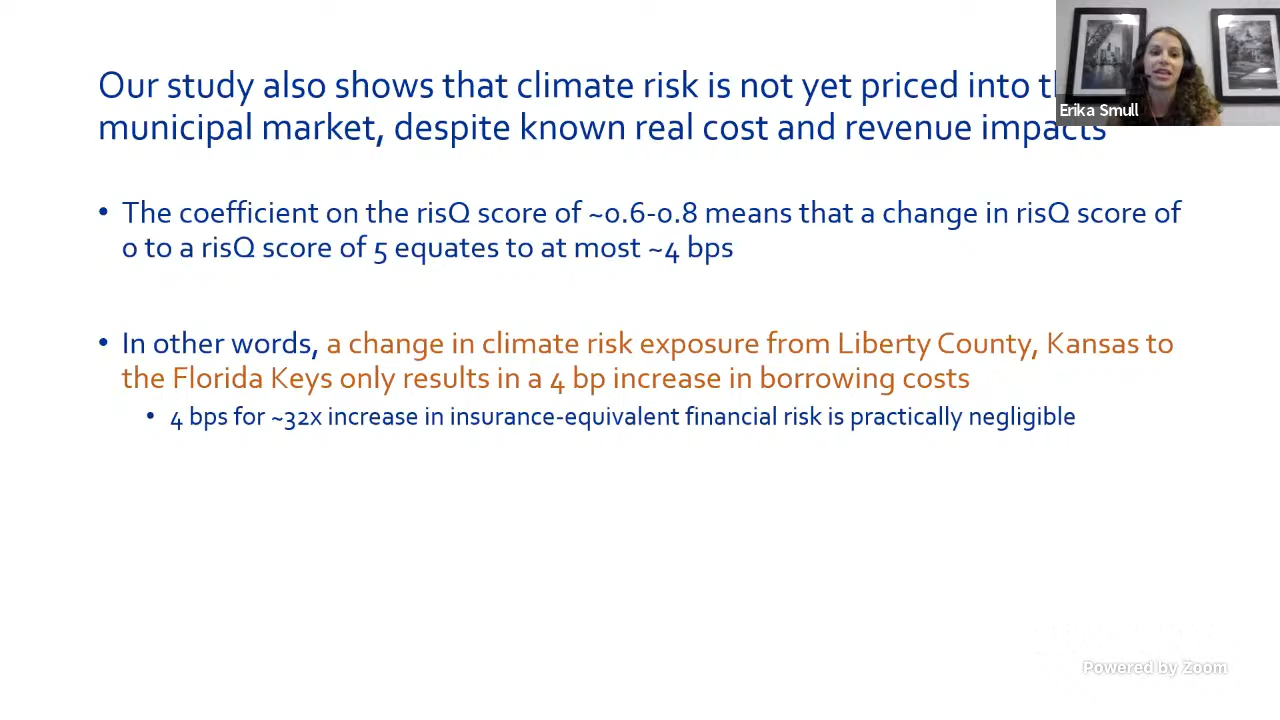 Our study also shows that climate risk is not yet priced into
municipal market, despite known real cost and revenue impacts
Erika Smull
• The coefficient on the risQ score of ~0.6-0.8 means that a change in risQ score of
0 to a risQ score of 5 equates to at most ~4 bps
• In other words, a change in climate risk exposure from Liberty County, Kansas to
the Florida Keys only results in a 4 bp increase in borrowing costs
• 4 bps for ~32x increase in insurance-equivalent financial risk is practically negligible
Powered by Zoom